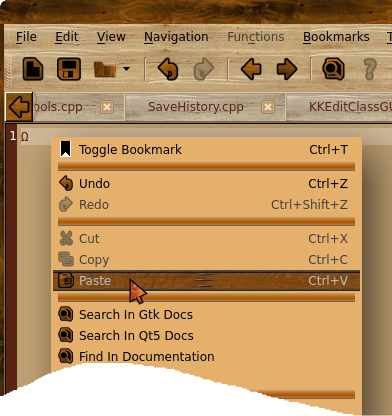 File Edit View Navigation Functions Bookmarks
ools.cpp SaveHistory.cpp KKEditClassGU
1 Ω
Toggle Bookmark Ctrl+T
Undo Ctrl+Z
Redo Ctrl+Shift+Z
Cut Ctrl+X
Copy Ctrl+C
Paste Ctrl+V
Search In Gtk Docs
Search In Qt5 Docs
Find In Documentation